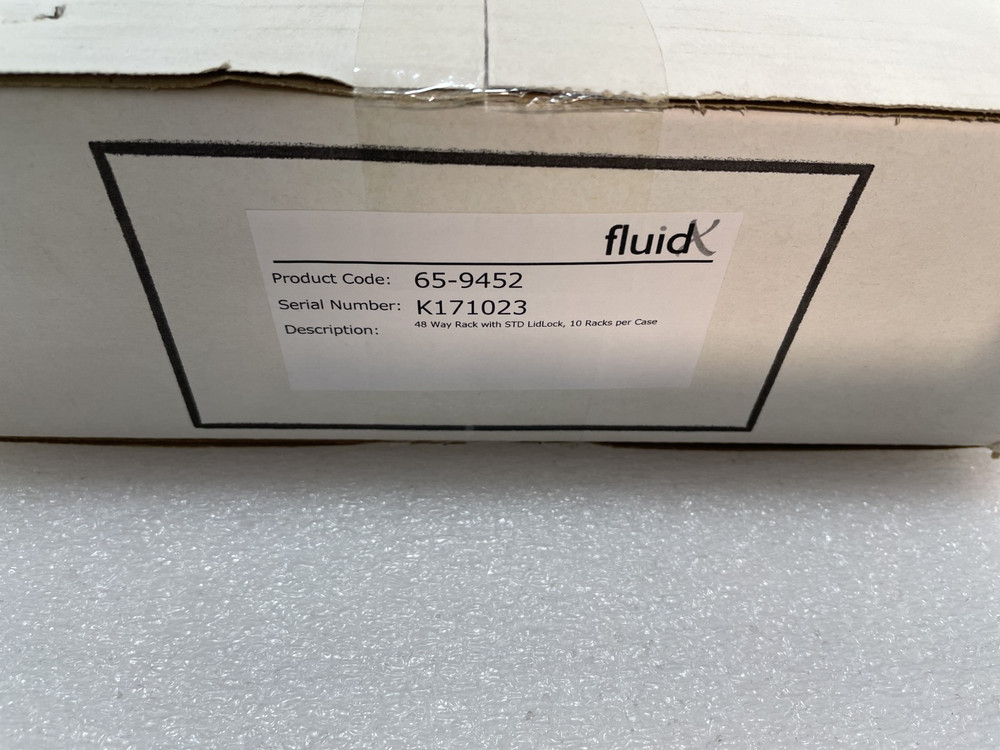 fluidX
Product Code: 65-9452
Serial Number: K171023
Description: 48 Way Rack with STD LidLock, 10 Racks per Case